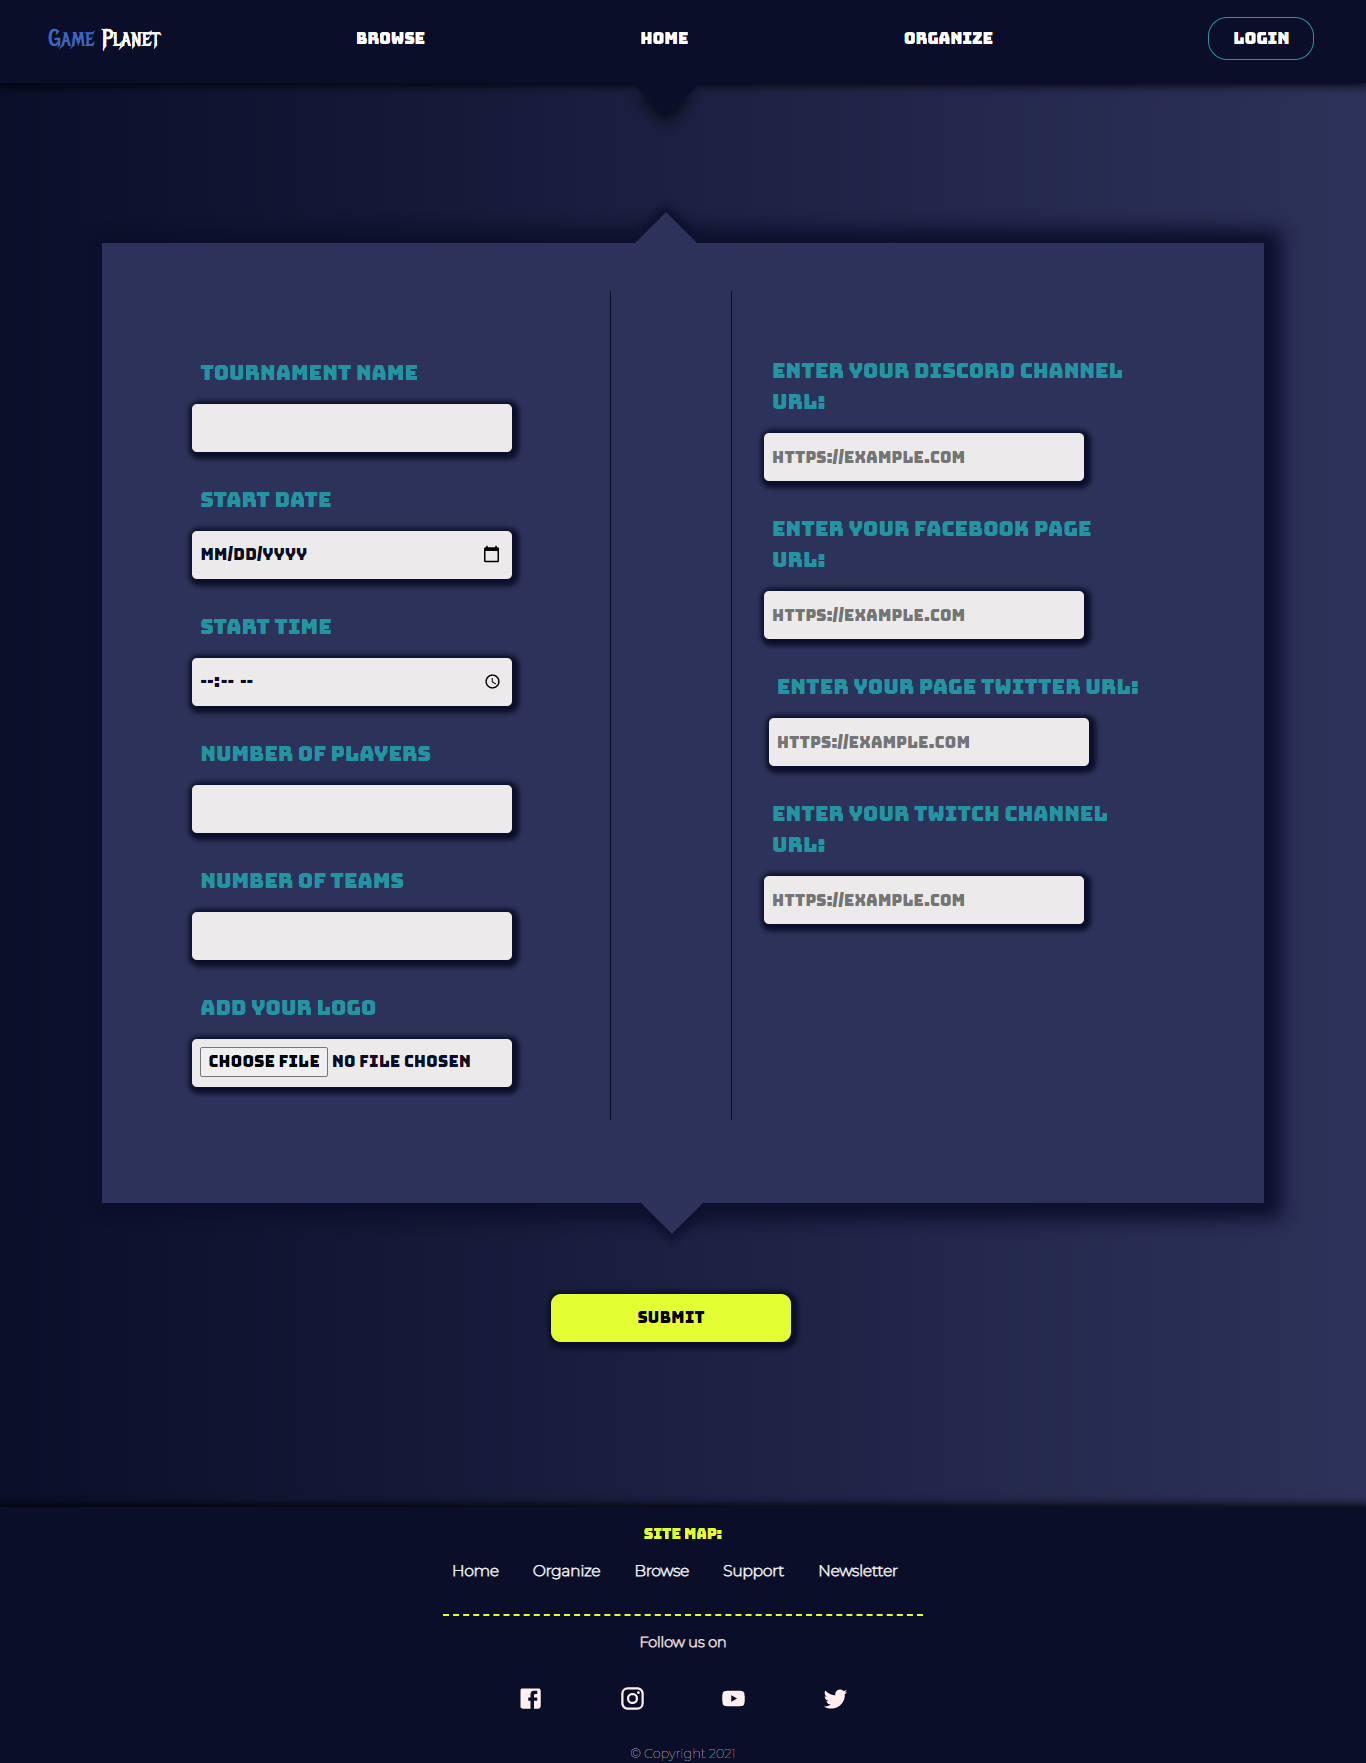 Game Planet
BROWSE
HOME
ORGANIZE
LOGIN
TOURNAMENT NAME
START DATE
MM/DD/YYYY
START TIME
--:-- --
NUMBER OF PLAYERS
NUMBER OF TEAMS
ADD YOUR LOGO
CHOOSE FILE NO FILE CHOSEN
ENTER YOUR DISCORD CHANNEL
URL:
HTTPS://EXAMPLE.COM
ENTER YOUR FACEBOOK PAGE
URL:
HTTPS://EXAMPLE.COM
ENTER YOUR PAGE TWITTER URL:
HTTPS://EXAMPLE.COM
ENTER YOUR TWITCH CHANNEL
URL:
HTTPS://EXAMPLE.COM
SUBMIT
SITE MAP:
Home Organize Browse Support Newsletter
Follow us on
© Copyright 2021